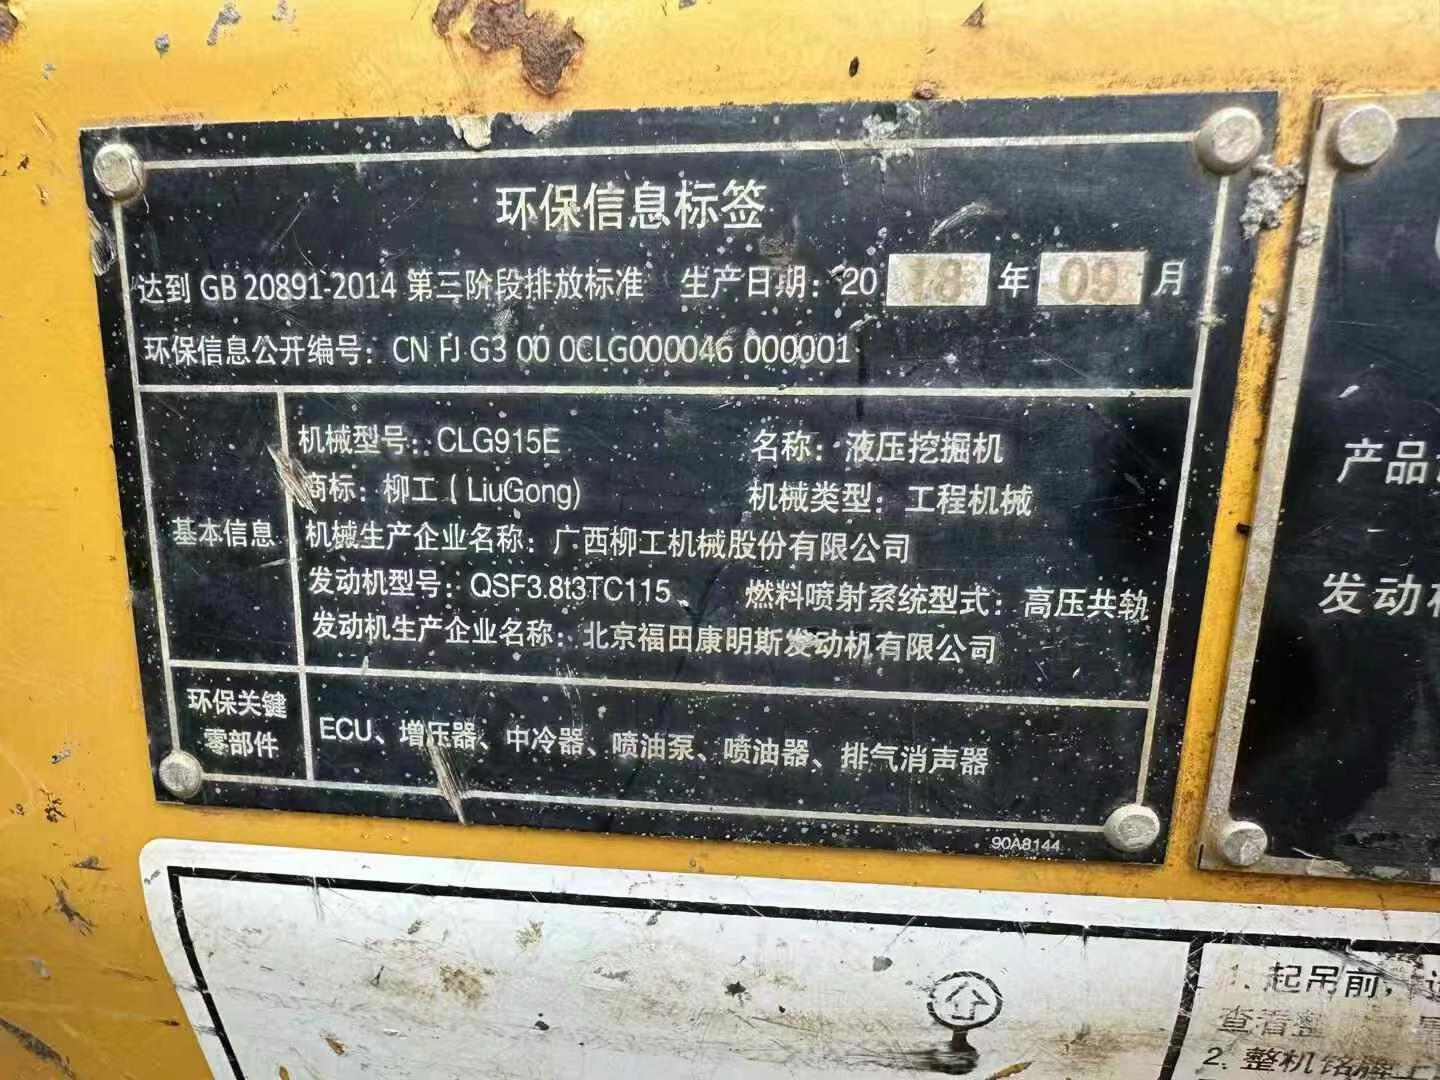 环保信息标签
达到 GB 20891-2014 第三阶段排放标准 生产日期：2018年09月
环保信息公开编号：CN FJ G3 00 0CLG000046 000001
基本信息
机械型号：CLG915E 名称：液压挖掘机
商标：柳工（LiuGong) 机械类型：工程机械
机械生产企业名称：广西柳工机械股份有限公司
发动机型号：QSF3.8t3TC115、 燃料喷射系统型式：高压共轨
发动机生产企业名称：北京福田康明斯发动机有限公司
环保关键
零部件
ECU、增压器、中冷器、喷油泵、喷油器、排气消声器
90A8144
产品
发动
1. 起吊前，
查看整
2. 整机铭牌